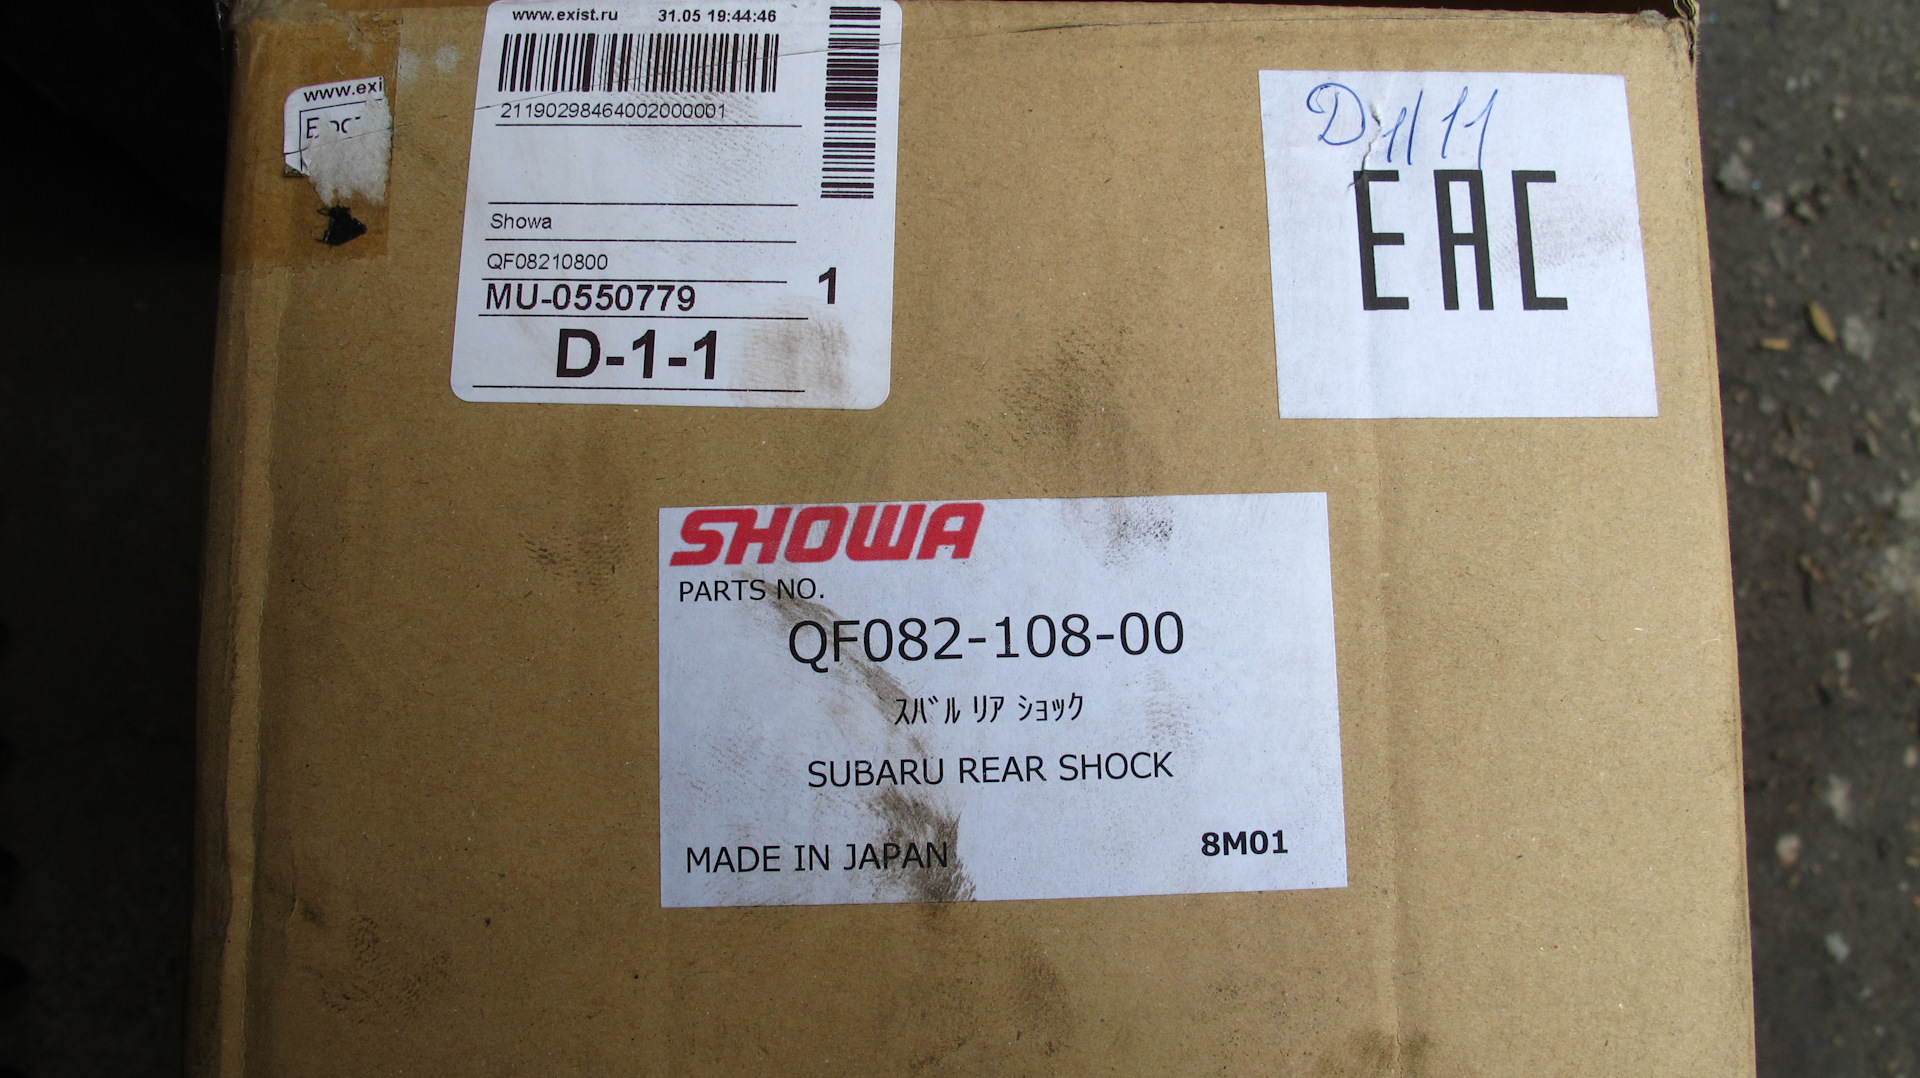 www.exist.ru 31.05 19:44:46
21190298464002000001
Showa
QF08210800
MU-0550779
1
D-1-1
www.exi
EAC
SHOWA
PARTS NO.
QF082-108-00
ｽﾊﾞﾙ ﾘｱ ｼｮｯｸ
SUBARU REAR SHOCK
MADE IN JAPAN
8M01